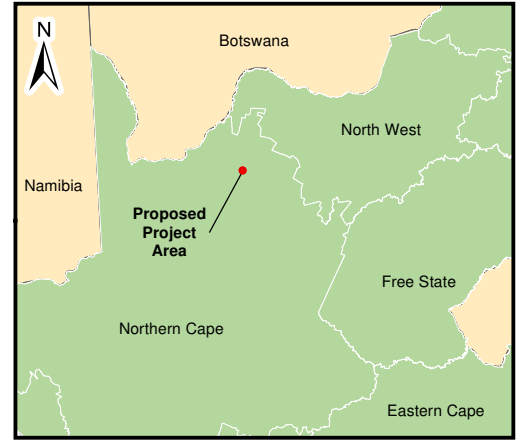 N
Botswana
North West
Namibia
Proposed
Project
Area
Free State
Northern Cape
Eastern Cape